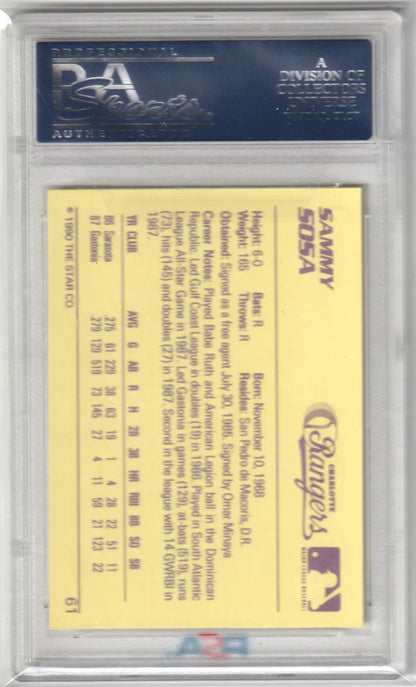 PROFESSIONAL
PSA
Sports
AUTHENTICATOR
A
DIVISION OF
COLLECTORS
UNIVERSE
SAMMY
SOSA
CHARLOTTE
Rangers
MAJOR LEAGUE BASEBALL
Height: 6-0 Bats: R Born: November 10, 1968
Weight: 165 Throws: R Resides: San Pedro de Macoris, D.R.
Obtained: Signed as a free agent July 30, 1985. Signed by Omar Minaya
Career Notes: Played Babe Ruth and American Legion ball in the Dominican
Republic. Led Gulf Coast League in doubles (19) in 1986. Played in South Atlantic
League All-Star Game in 1987. Led Gastonia in games (129), at-bats (519), runs
(73), hits (145) and doubles (27) in 1987. Second in the league with 14 GWRBI in
1987.
YR CLUB AVG G AB R H 2B 3B HR RBI BB SO SB
86 Sarasota .275 61 229 38 63 19 1 4 28 22 51 11
87 Gastonia .279 129 519 73 145 27 4 11 59 21 123 22
© 1990 THE STAR CO. 61
PSA